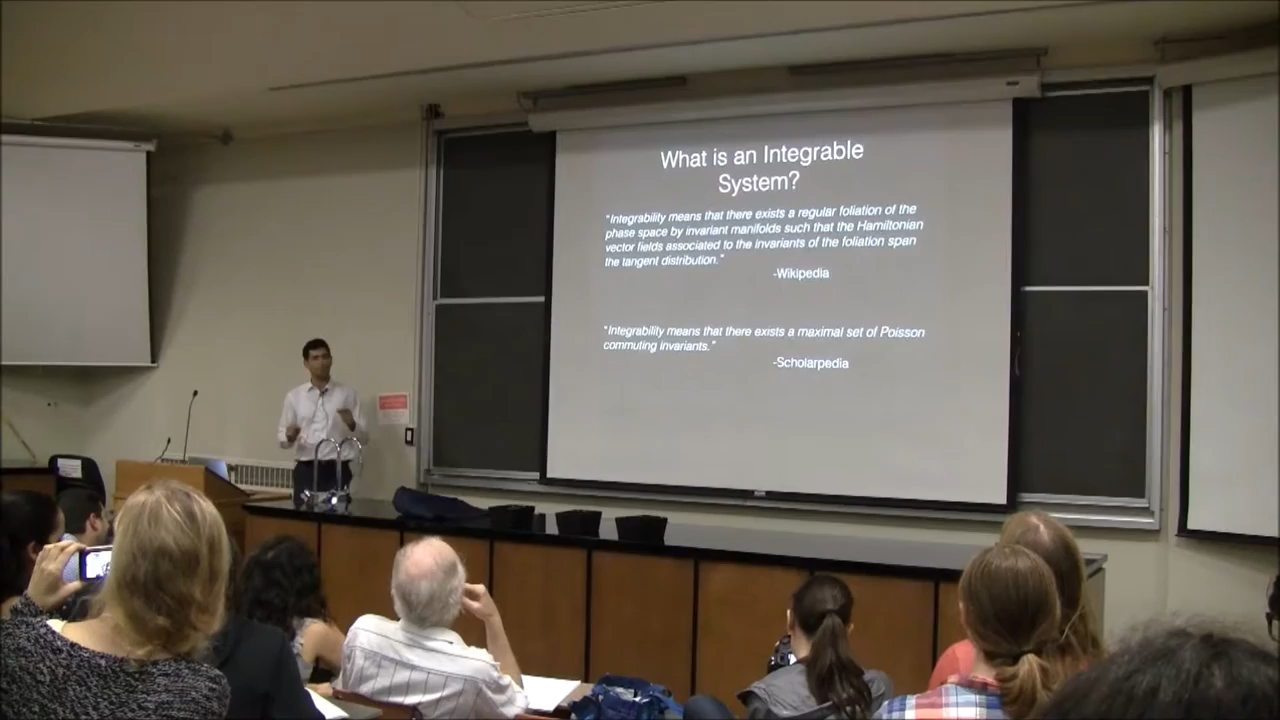 What is an Integrable
System?
"Integrability means that there exists a regular foliation of the
phase space by invariant manifolds such that the Hamiltonian
vector fields associated to the invariants of the foliation span
the tangent distribution."
-Wikipedia
"Integrability means that there exists a maximal set of Poisson
commuting invariants."
-Scholarpedia